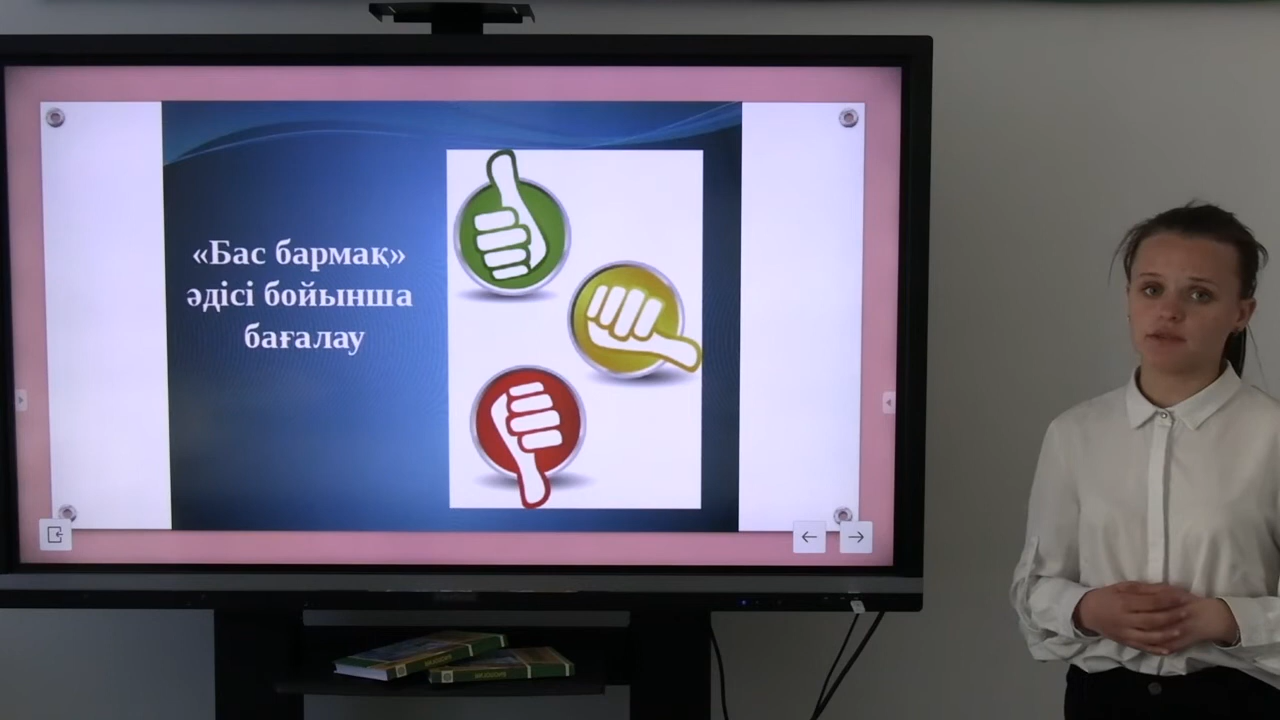 «Бас бармақ»
әдісі бойынша
бағалау